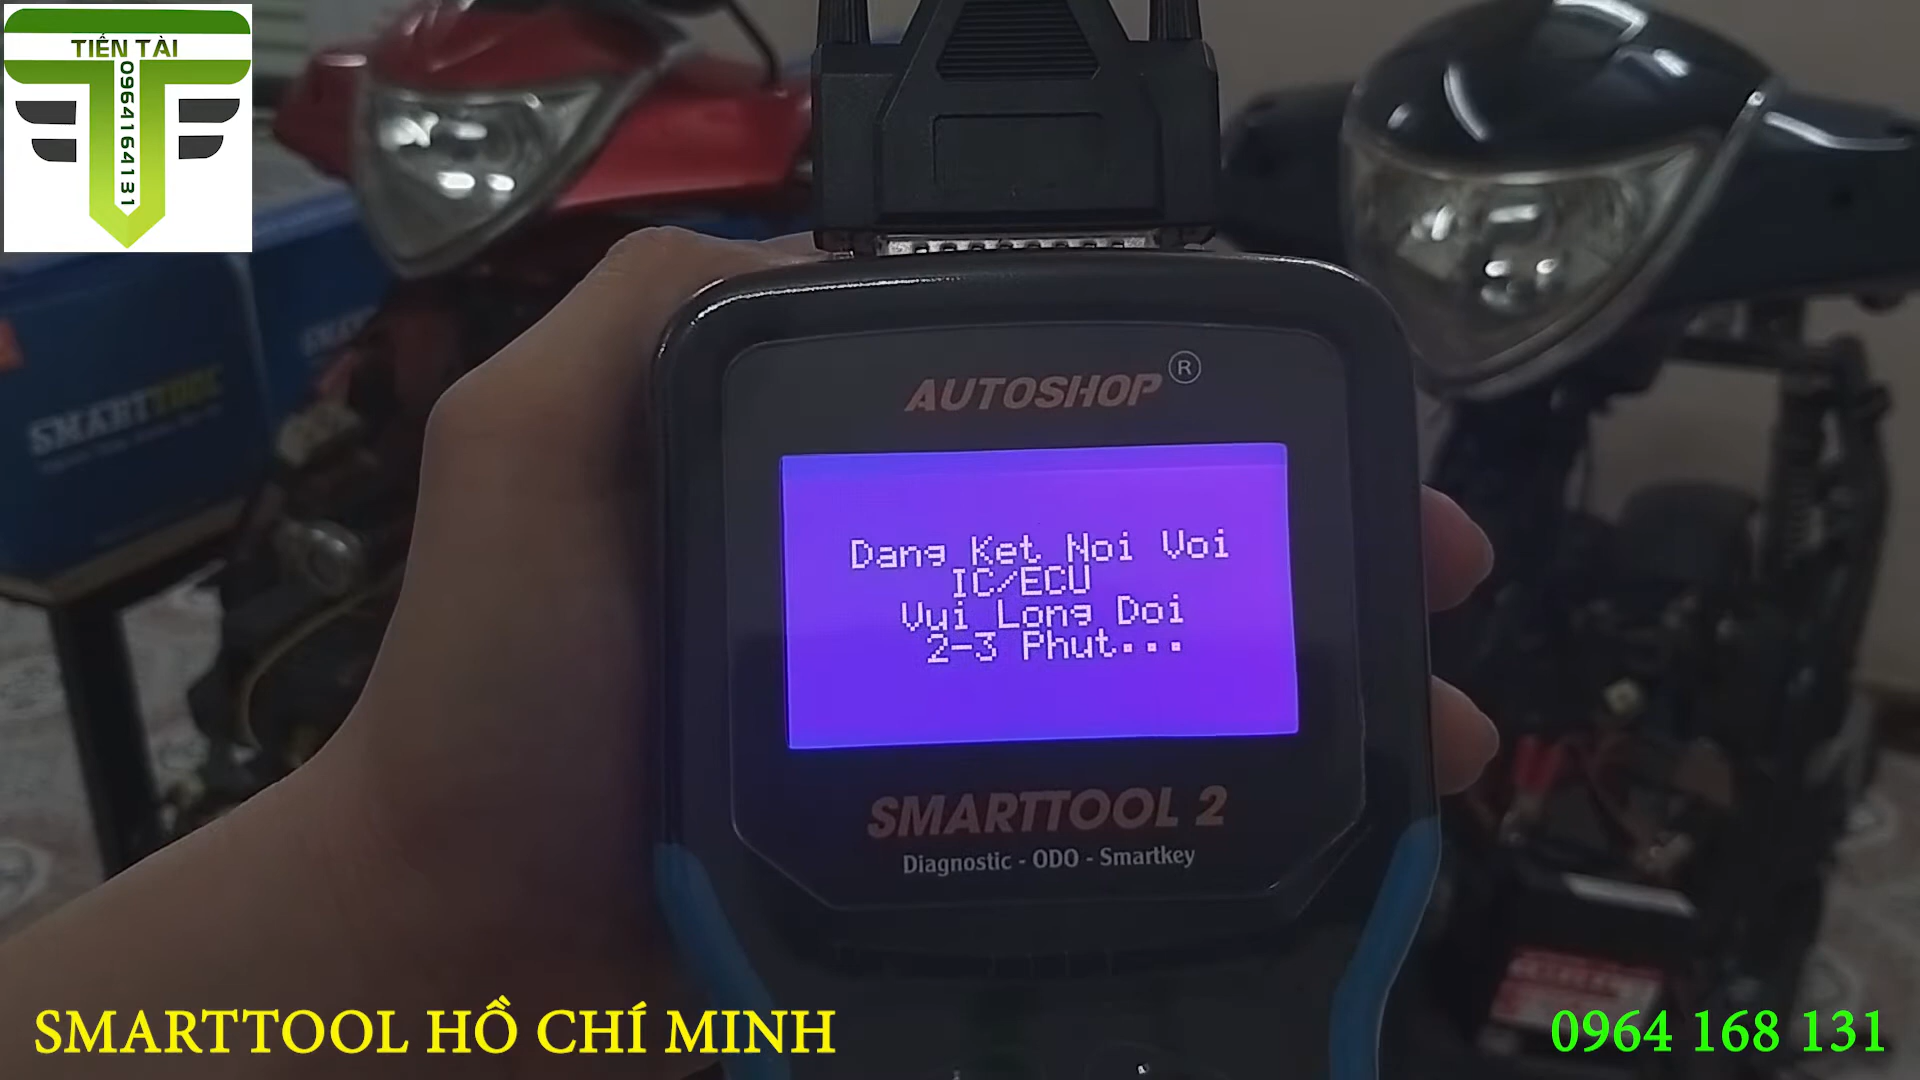 TIẾN TÀI
0964164131
AUTOSHOP®
Dang Ket Noi Voi
IC/ECU
Vui Long Doi
2-3 Phut...
SMARTTOOL
SMARTTOOL 2
Diagnostic - ODO - Smartkey
SMARTTOOL HỒ CHÍ MINH
0964 168 131